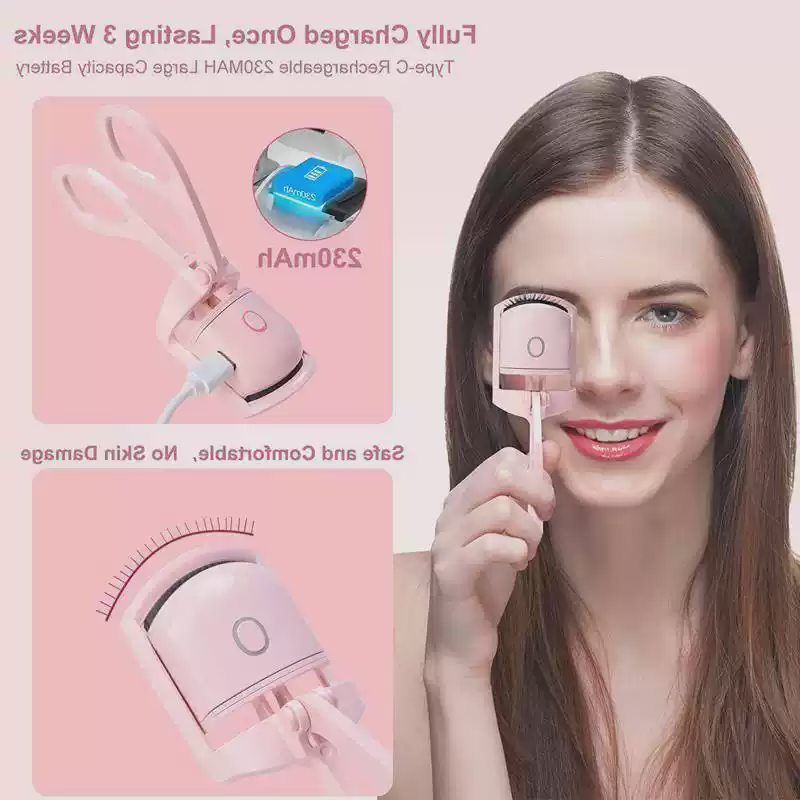 Fully Charged Once, Lasting 3 Weeks
Type-C Rechargeable 230MAH Large Capacity Battery
230mAh
230mAh
Safe and Comfortable, No Skin Damage